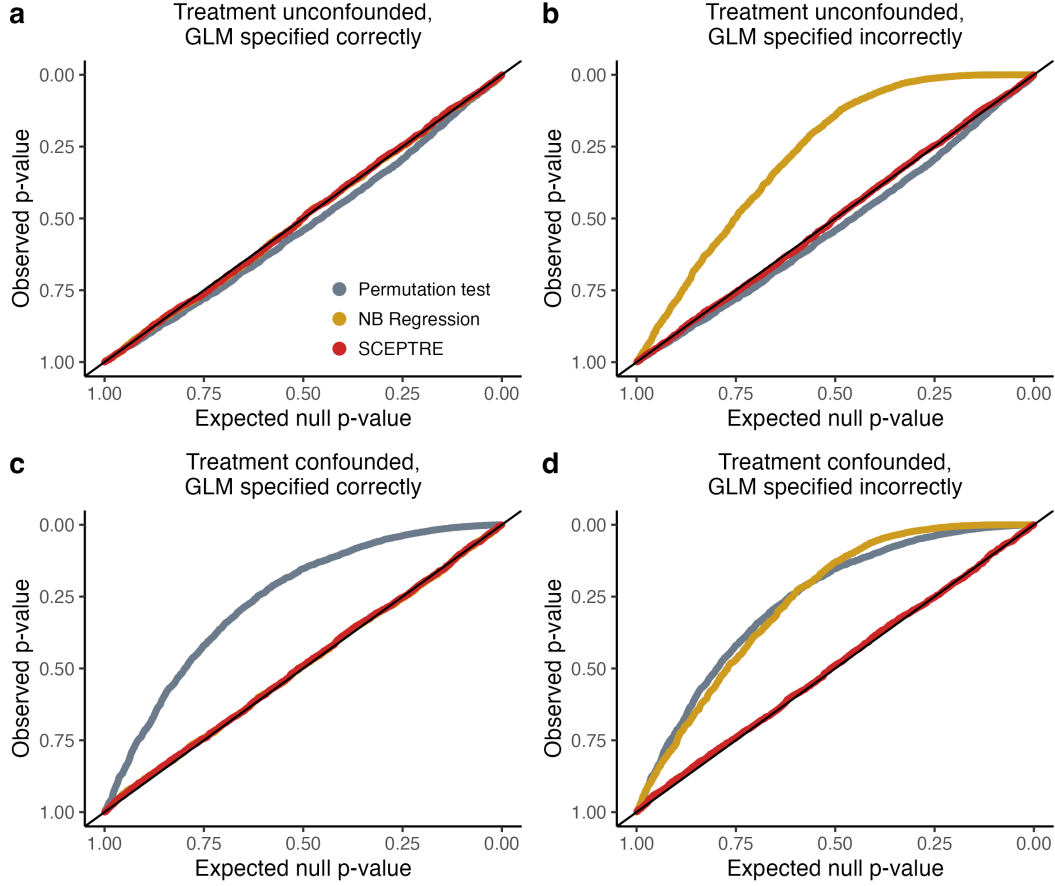 a
Treatment unconfounded,
GLM specified correctly
0.00
0.25
0.50
0.75
1.00
Observed p-value
Permutation test
NB Regression
SCEPTRE
1.00 0.75 0.50 0.25 0.00
Expected null p-value
b
Treatment unconfounded,
GLM specified incorrectly
0.00
0.25
0.50
0.75
1.00
Observed p-value
1.00 0.75 0.50 0.25 0.00
Expected null p-value
c
Treatment confounded,
GLM specified correctly
0.00
0.25
0.50
0.75
1.00
Observed p-value
1.00 0.75 0.50 0.25 0.00
Expected null p-value
d
Treatment confounded,
GLM specified incorrectly
0.00
0.25
0.50
0.75
1.00
Observed p-value
1.00 0.75 0.50 0.25 0.00
Expected null p-value